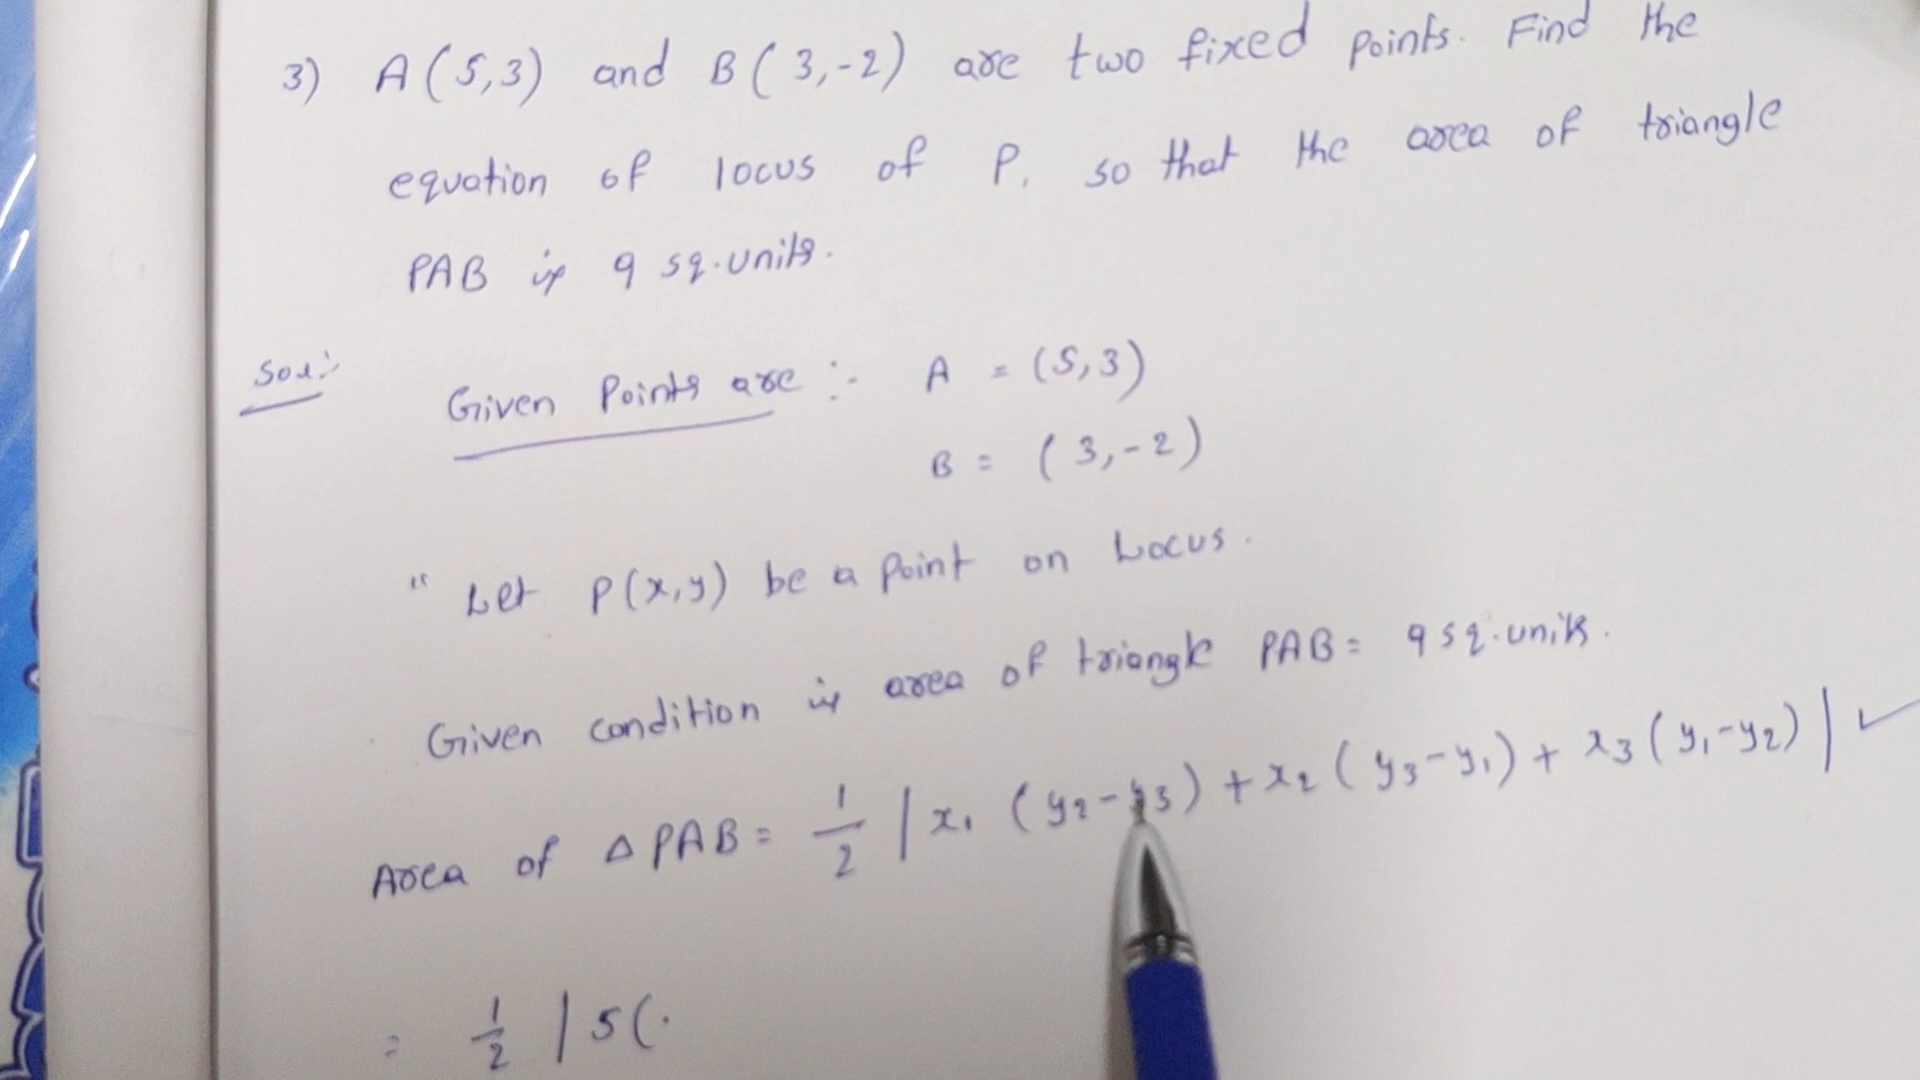 3) A(5,3) and B(3,-2) are two fixed points. Find the
equation of locus of P. so that the area of triangle
PAB is 9 sq.units.
Sol:- Given Points are :- A = (5,3)
B = (3,-2)
" Let P(x,y) be a point on Locus.
Given condition is area of triangle PAB = 9 sq.units.
Area of △PAB = 1/2 |x₁(y₂-y₃)+x₂(y₃-y₁)+x₃(y₁-y₂)| ✓
= 1/2 |5(.